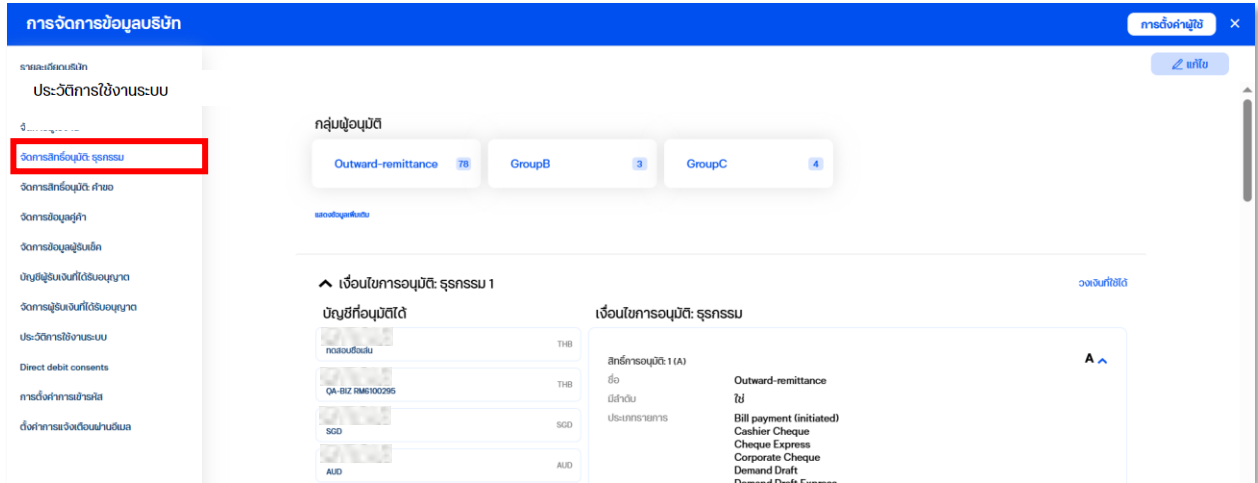 การจัดการข้อมูลบริษัท
การตั้งค่าผู้ใช้
รายละเอียดบริษัท
แก้ไข
ประวัติการใช้งานระบบ
จัดการสิทธิ์อนุมัติ: ธุรกรรม
จัดการสิทธิ์อนุมัติ: คำขอ
จัดการข้อมูลคู่ค้า
จัดการข้อมูลผู้รับเช็ค
บัญชีผู้รับเงินที่ได้รับอนุญาต
จัดการผู้รับเงินที่ได้รับอนุญาต
ประวัติการใช้งานระบบ
Direct debit consents
การตั้งค่าการเข้ารหัส
ตั้งค่าการแจ้งเตือนผ่านอีเมล
กลุ่มผู้อนุมัติ
Outward-remittance 78
GroupB 3
GroupC 4
แสดงข้อมูลเพิ่มเติม
เงื่อนไขการอนุมัติ: ธุรกรรม 1
วงเงินที่ใช้ได้
บัญชีที่อนุมัติได้
ทดสอบชื่อเล่น THB
QA-BIZ RM6100295 THB
SGD SGD
AUD AUD
เงื่อนไขการอนุมัติ: ธุรกรรม
สิทธิ์การอนุมัติ: 1 (A) A
ชื่อ Outward-remittance
มีลำดับ ใช่
ประเภทรายการ Bill payment (initiated)
Cashier Cheque
Cheque Express
Corporate Cheque
Demand Draft
Demand Draft Express